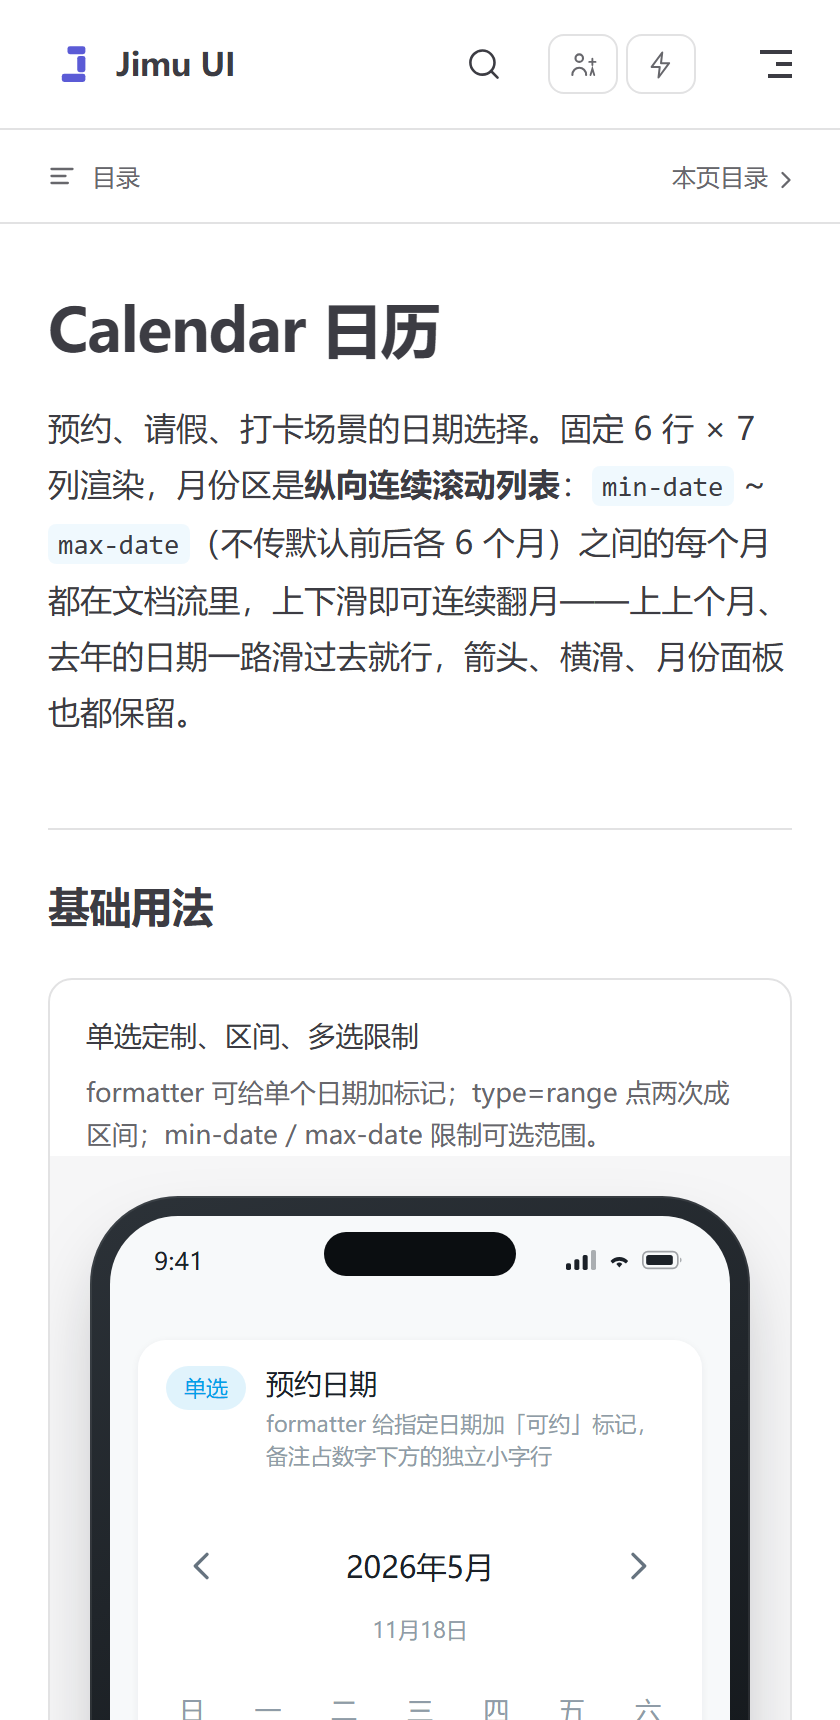 Jimu UI
目录
本页目录
Calendar 日历
预约、请假、打卡场景的日期选择。固定 6 行 × 7
列渲染，月份区是纵向连续滚动列表：min-date ~
max-date（不传默认前后各 6 个月）之间的每个月
都在文档流里，上下滑即可连续翻月——上上个月、
去年的日期一路滑过去就行，箭头、横滑、月份面板
也都保留。
基础用法
单选定制、区间、多选限制
formatter 可给单个日期加标记；type=range 点两次成
区间；min-date / max-date 限制可选范围。
9:41
单选
预约日期
formatter 给指定日期加「可约」标记，
备注占数字下方的独立小字行
2026年5月
11月18日
日 一 二 三 四 五 六